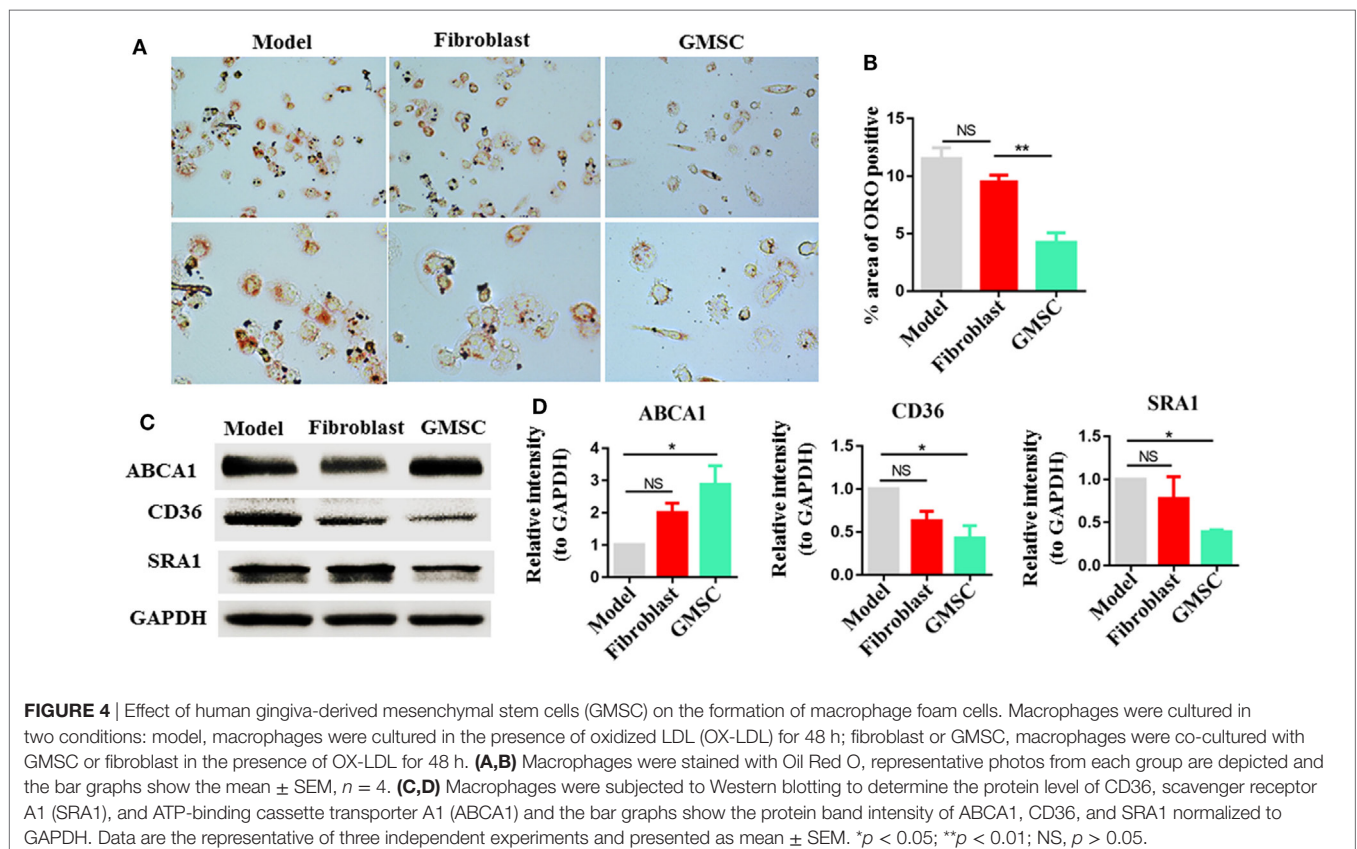 A
Model
Fibroblast
GMSC
B
% area of ORO positive
15
10
5
0
NS
**
Model
Fibroblast
GMSC
C
Model
Fibroblast
GMSC
ABCA1
CD36
SRA1
GAPDH
D
ABCA1
Relative intensity
(to GAPDH)
4
3
2
1
0
NS
*
Model
Fibroblast
GMSC
CD36
Relative intensity
(to GAPDH)
1.5
1.0
0.5
0.0
NS
*
Model
Fibroblast
GMSC
SRA1
Relative intensity
(to GAPDH)
1.5
1.0
0.5
0.0
NS
*
Model
Fibroblast
GMSC
FIGURE 4 | Effect of human gingiva-derived mesenchymal stem cells (GMSC) on the formation of macrophage foam cells. Macrophages were cultured in
two conditions: model, macrophages were cultured in the presence of oxidized LDL (OX-LDL) for 48 h; fibroblast or GMSC, macrophages were co-cultured with
GMSC or fibroblast in the presence of OX-LDL for 48 h. (A,B) Macrophages were stained with Oil Red O, representative photos from each group are depicted and
the bar graphs show the mean ± SEM, n = 4. (C,D) Macrophages were subjected to Western blotting to determine the protein level of CD36, scavenger receptor
A1 (SRA1), and ATP-binding cassette transporter A1 (ABCA1) and the bar graphs show the protein band intensity of ABCA1, CD36, and SRA1 normalized to
GAPDH. Data are the representative of three independent experiments and presented as mean ± SEM. *p < 0.05; **p < 0.01; NS, p > 0.05.